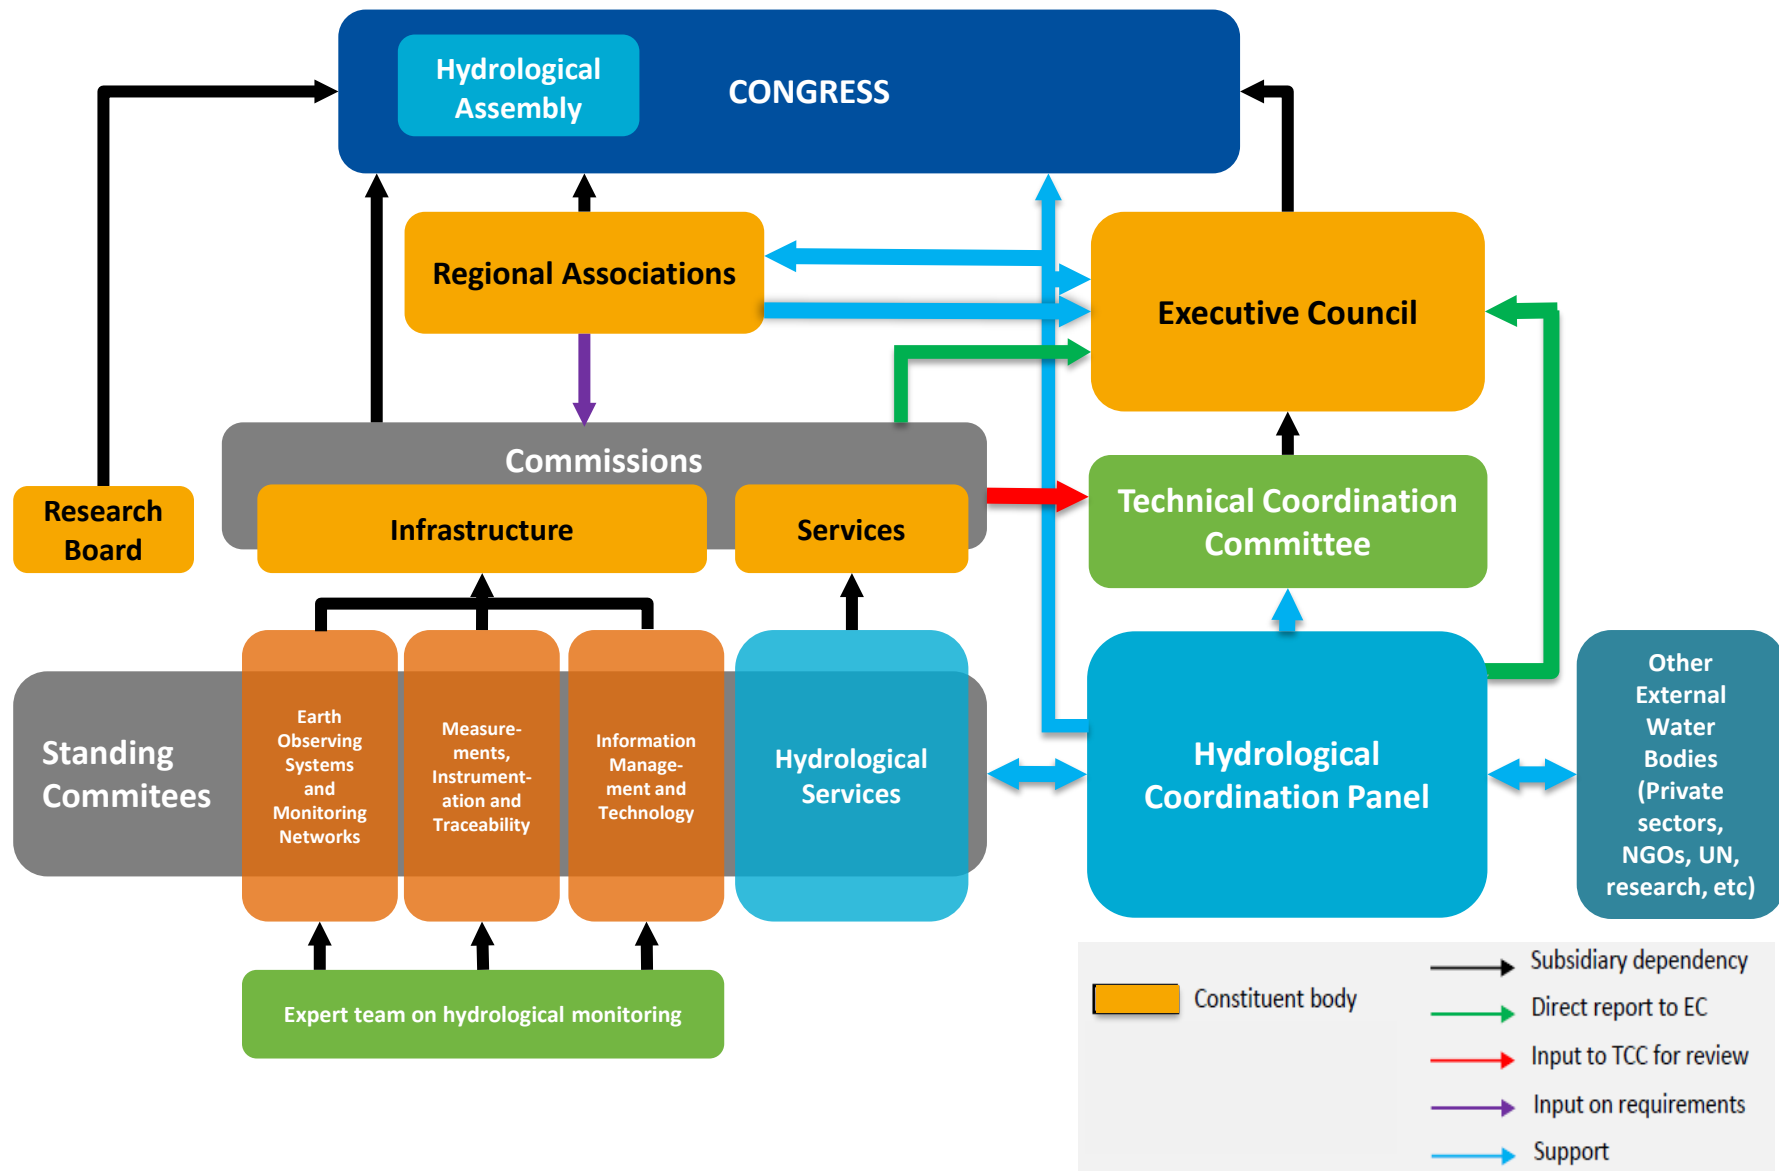 Hydrological
Assembly
CONGRESS
Regional Associations
Executive Council
Commissions
Research
Board
Infrastructure
Services
Technical Coordination
Committee
Standing
Commitees
Earth
Observing
Systems
and
Monitoring
Networks
Measure-
ments,
Instrument-
ation and
Traceability
Information
Manage-
ment and
Technology
Hydrological
Services
Hydrological
Coordination Panel
Other
External
Water
Bodies
(Private
sectors,
NGOs, UN,
research, etc)
Expert team on hydrological monitoring
Constituent body
Subsidiary dependency
Direct report to EC
Input to TCC for review
Input on requirements
Support